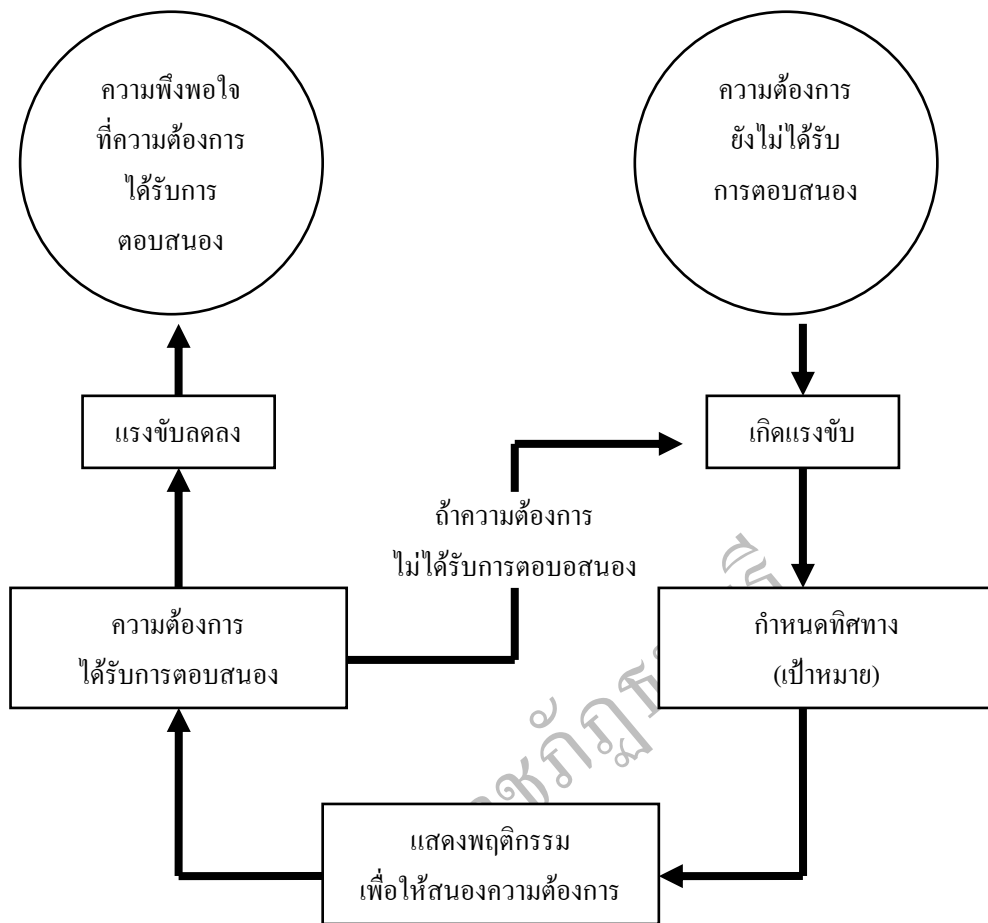 ความพึงพอใจ
ที่ความต้องการ
ได้รับการ
ตอบสนอง
ความต้องการ
ยังไม่ได้รับ
การตอบสนอง
แรงขับลดลง
เกิดแรงขับ
ถ้าความต้องการ
ไม่ได้รับการตอบอสนอง
ความต้องการ
ได้รับการตอบสนอง
กำหนดทิศทาง
(เป้าหมาย)
แสดงพฤติกรรม
เพื่อให้สนองความต้องการ